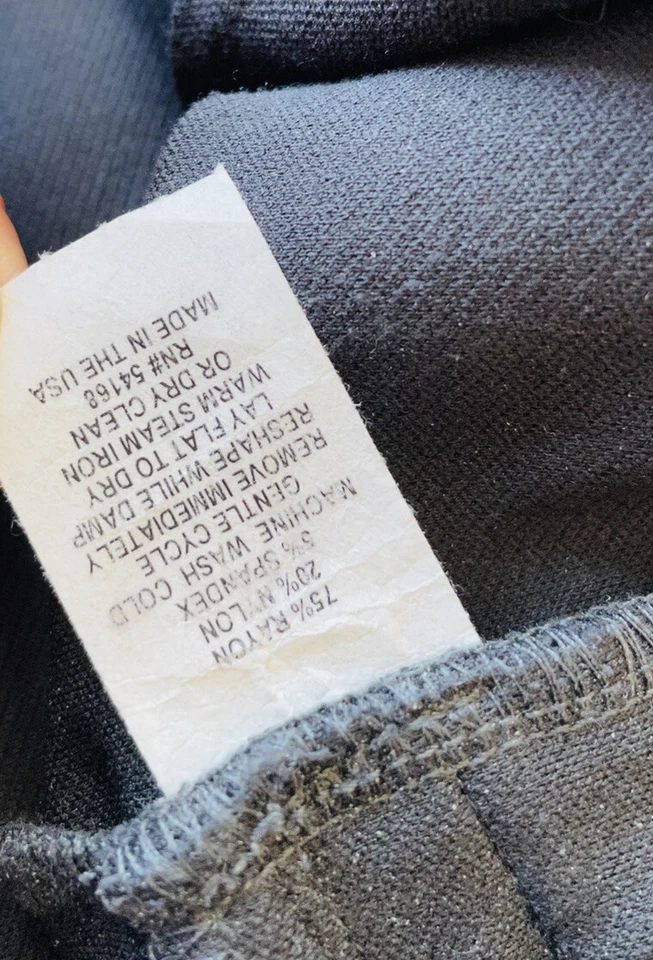 75% RAYON
20% NYLON
5% SPANDEX
MACHINE WASH COLD
GENTLE CYCLE
REMOVE IMMEDIATELY
RESHAPE WHILE DAMP
LAY FLAT TO DRY
WARM STEAM IRON
OR DRY CLEAN
RN# 54168
MADE IN THE USA